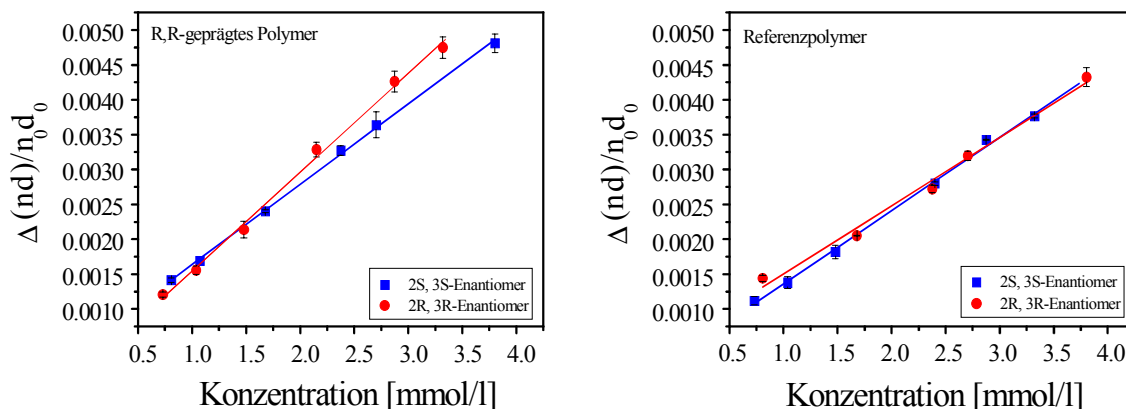 R,R-geprägtes Polymer
Δ (nd)/n₀d₀
0.0050
0.0045
0.0040
0.0035
0.0030
0.0025
0.0020
0.0015
0.0010
2S, 3S-Enantiomer
2R, 3R-Enantiomer
0.5 1.0 1.5 2.0 2.5 3.0 3.5 4.0
Konzentration [mmol/l]
Referenzpolymer
Δ (nd)/n₀d₀
0.0050
0.0045
0.0040
0.0035
0.0030
0.0025
0.0020
0.0015
0.0010
2S, 3S-Enantiomer
2R, 3R-Enantiomer
0.5 1.0 1.5 2.0 2.5 3.0 3.5 4.0
Konzentration [mmol/l]